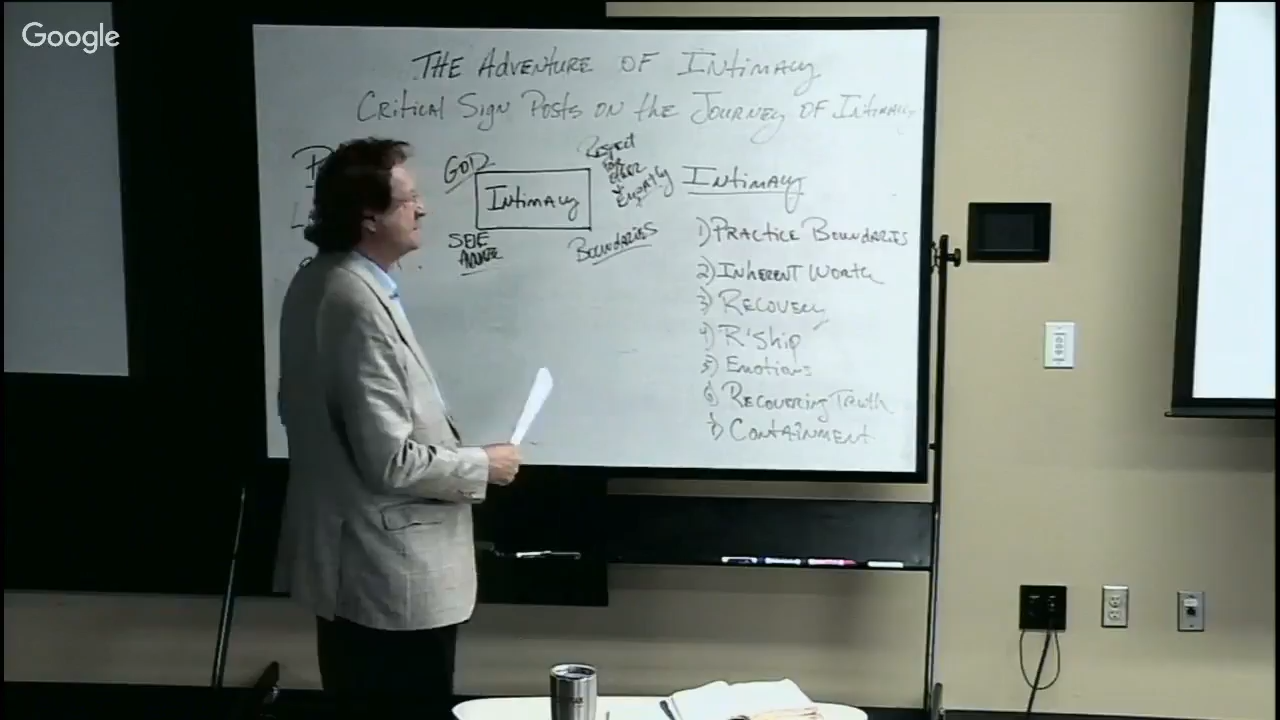 Google
THE ADVENTURE OF INTIMACY
CRITICAL SIGN POSTS ON the JOURNEY OF INTIMACY
GOD
Intimacy
Respect
FOR
OTHER
+
EMPATHY
SELF
BOUNDARIES
INTIMACY
1) PRACTICE BOUNDARIES
2) INHERENT WORTH
3) RECOVERY
4) R'Ship
5) Emotions
6) RECOVERING TRUTH
7) CONTAINMENT